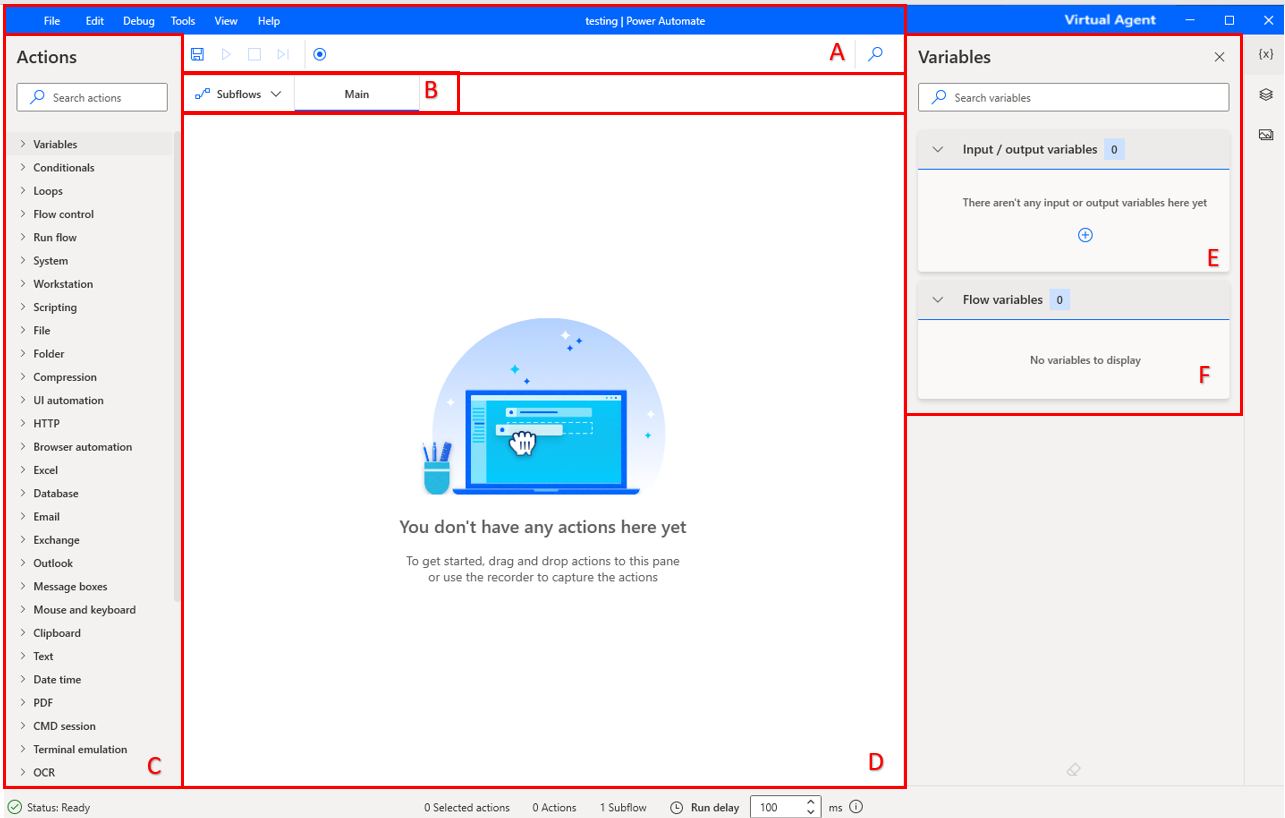 File Edit Debug Tools View Help testing | Power Automate Virtual Agent
Actions
Search actions
Variables
Conditionals
Loops
Flow control
Run flow
System
Workstation
Scripting
File
Folder
Compression
UI automation
HTTP
Browser automation
Excel
Database
Email
Exchange
Outlook
Message boxes
Mouse and keyboard
Clipboard
Text
Date time
PDF
CMD session
Terminal emulation
OCR
C
A
Subflows Main B
You don't have any actions here yet
To get started, drag and drop actions to this pane
or use the recorder to capture the actions
D
Variables
{x}
Search variables
Input / output variables 0
There aren't any input or output variables here yet
E
Flow variables 0
No variables to display
F
Status: Ready 0 Selected actions 0 Actions 1 Subflow Run delay 100 ms